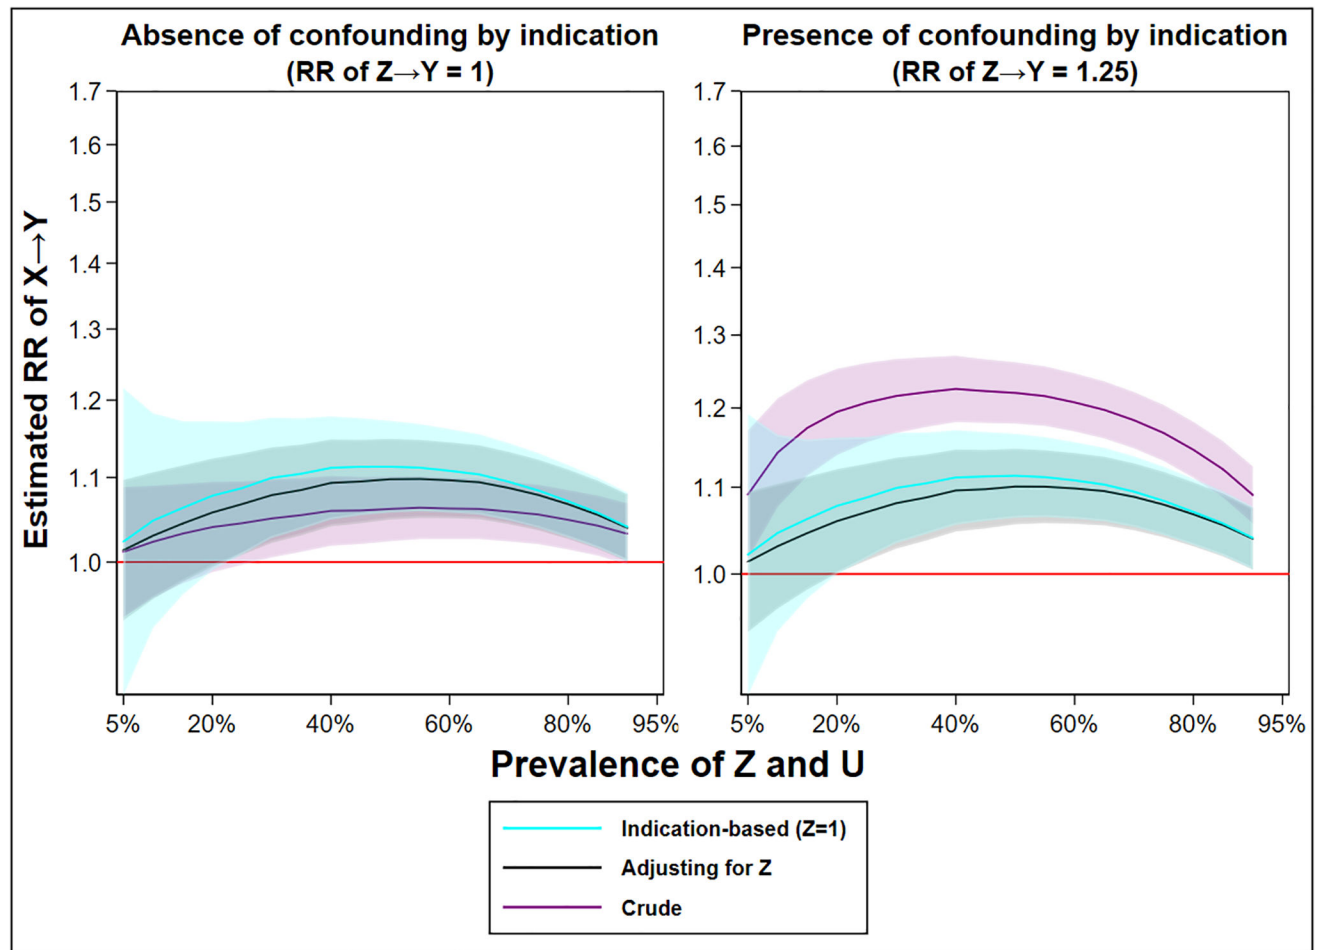 Absence of confounding by indication
(RR of Z→Y = 1)
Presence of confounding by indication
(RR of Z→Y = 1.25)
Estimated RR of X→Y
1.7
1.6
1.5
1.4
1.3
1.2
1.1
1.0
5% 20% 40% 60% 80% 95%
1.7
1.6
1.5
1.4
1.3
1.2
1.1
1.0
5% 20% 40% 60% 80% 95%
Prevalence of Z and U
Indication-based (Z=1)
Adjusting for Z
Crude